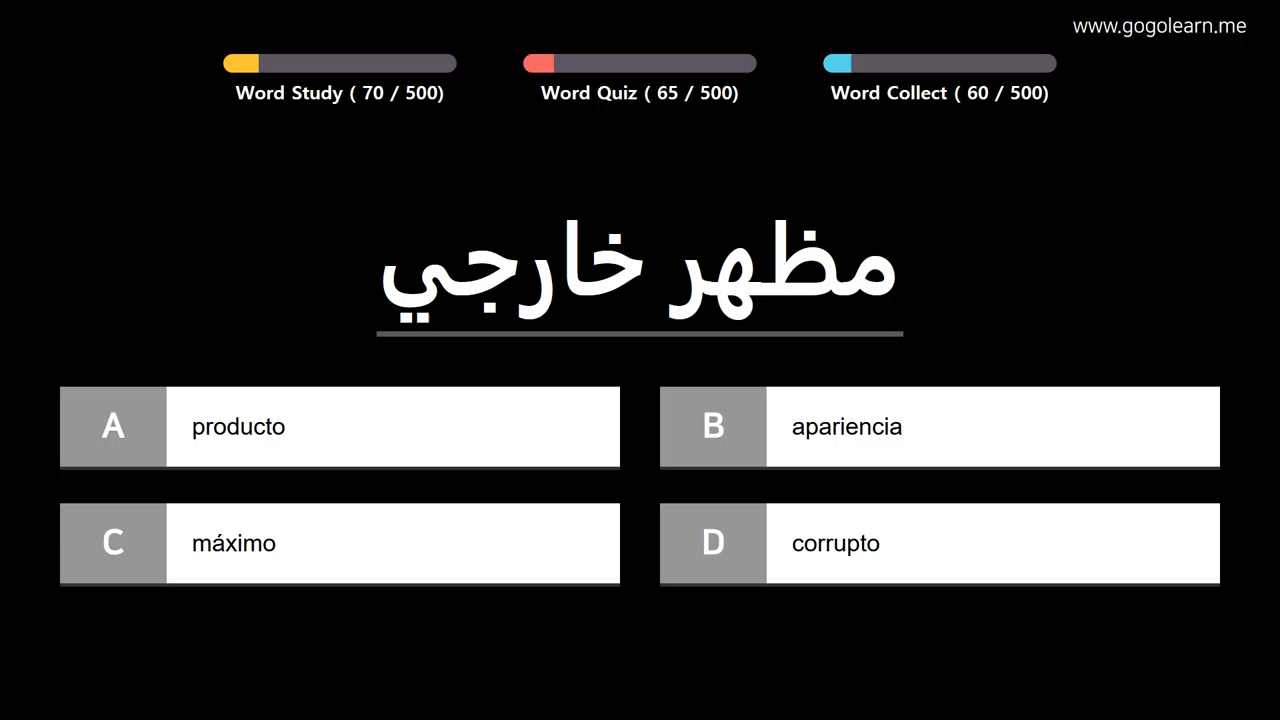 www.gogolearn.me
Word Study ( 70 / 500)
Word Quiz ( 65 / 500)
Word Collect ( 60 / 500)
مظهر خارجي
A producto
B apariencia
C máximo
D corrupto